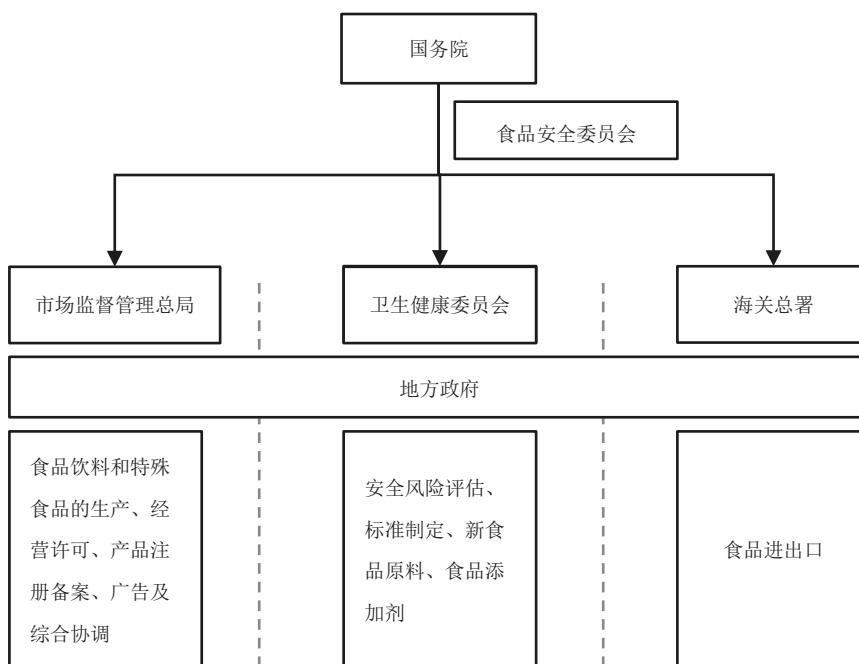 国务院
食品安全委员会
市场监督管理总局
卫生健康委员会
海关总署
地方政府
食品饮料和特殊
食品的生产、经
营许可、产品注
册备案、广告及
综合协调
安全风险评估、
标准制定、新食
品原料、食品添
加剂
食品进出口